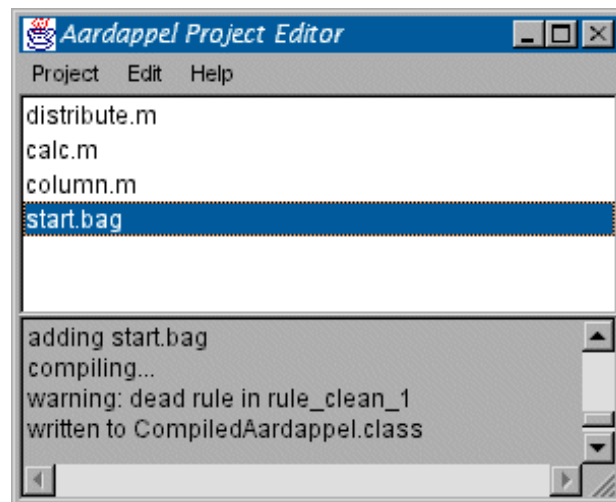 Aardappel Project Editor
Project Edit Help
distribute.m
calc.m
column.m
start.bag
adding start.bag
compiling...
warning: dead rule in rule_clean_1
written to CompiledAardappel.class